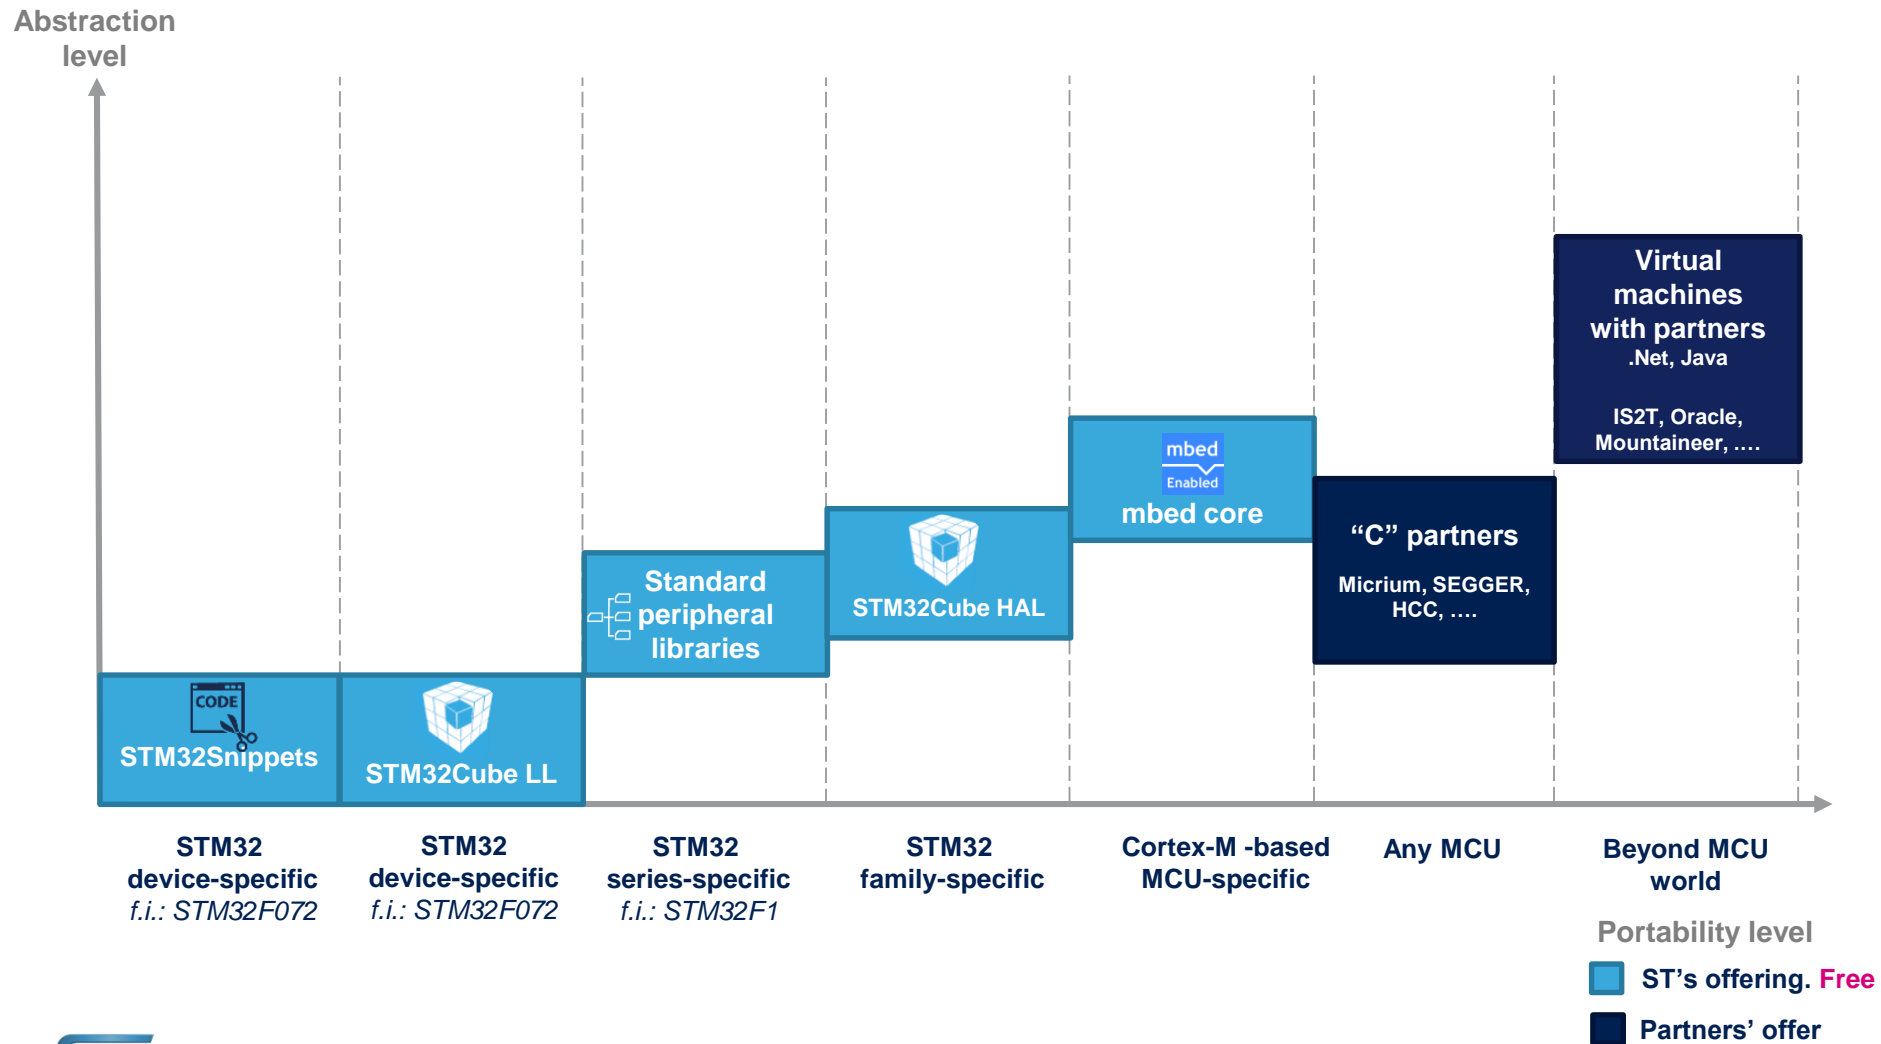 Abstraction
level
Virtual
machines
with partners
.Net, Java
IS2T, Oracle,
Mountaineer, ....
mbed
Enabled
mbed core
“C” partners
Micrium, SEGGER,
HCC, ....
STM32Cube HAL
Standard
peripheral
libraries
CODE
STM32Snippets
STM32Cube LL
STM32
device-specific
f.i.: STM32F072
STM32
device-specific
f.i.: STM32F072
STM32
series-specific
f.i.: STM32F1
STM32
family-specific
Cortex-M -based
MCU-specific
Any MCU
Beyond MCU
world
Portability level
ST’s offering. Free
Partners’ offer